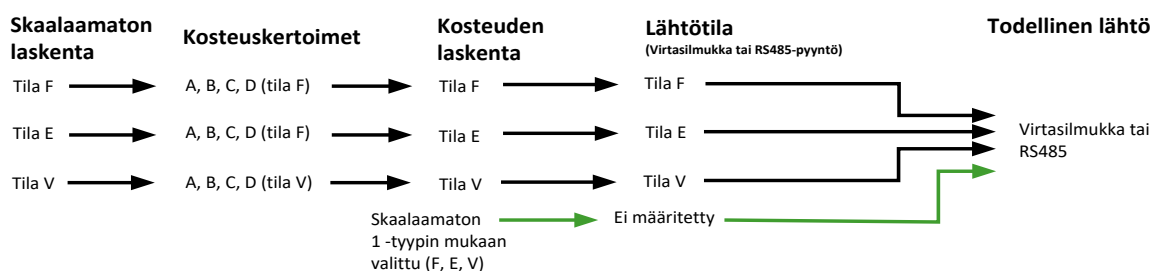 Skaalaamaton
laskenta
Kosteuskertoimet
Kosteuden
laskenta
Lähtötila
(Virtasilmukka tai RS485-pyyntö)
Todellinen lähtö
Tila F
A, B, C, D (tila F)
Tila F
Tila F
Tila E
A, B, C, D (tila F)
Tila E
Tila E
Virtasilmukka tai
RS485
Tila V
A, B, C, D (tila V)
Tila V
Tila V
Skaalaamaton
1 -tyypin mukaan
valittu (F, E, V)
Ei määritetty